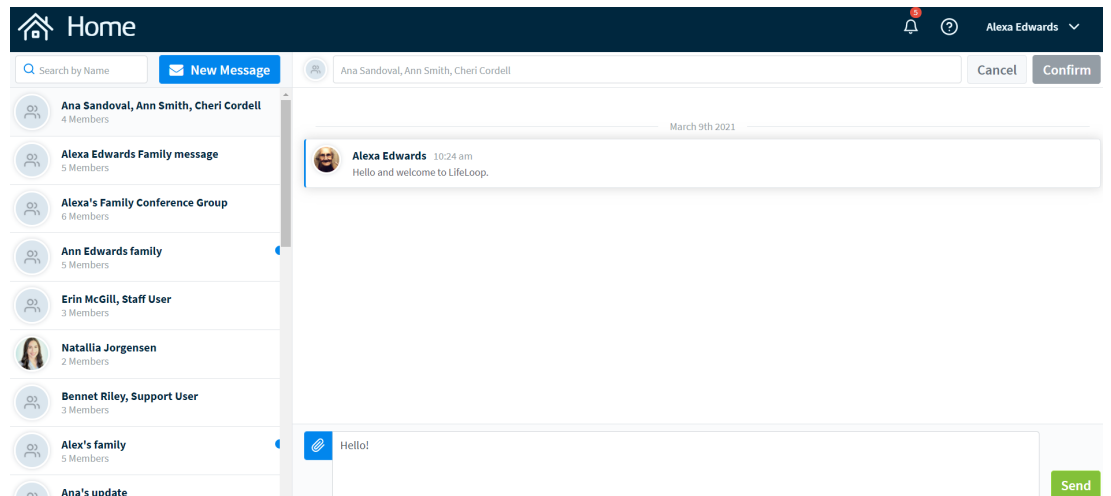 Home
5
Alexa Edwards
Search by Name
New Message
Ana Sandoval, Ann Smith, Cheri Cordell
Cancel
Confirm
Ana Sandoval, Ann Smith, Cheri Cordell
4 Members
Alexa Edwards Family message
5 Members
Alexa's Family Conference Group
6 Members
Ann Edwards family
5 Members
Erin McGill, Staff User
3 Members
Natallia Jorgensen
2 Members
Bennet Riley, Support User
3 Members
Alex's family
5 Members
Ana's update
March 9th 2021
Alexa Edwards 10:24 am
Hello and welcome to LifeLoop.
Hello!
Send